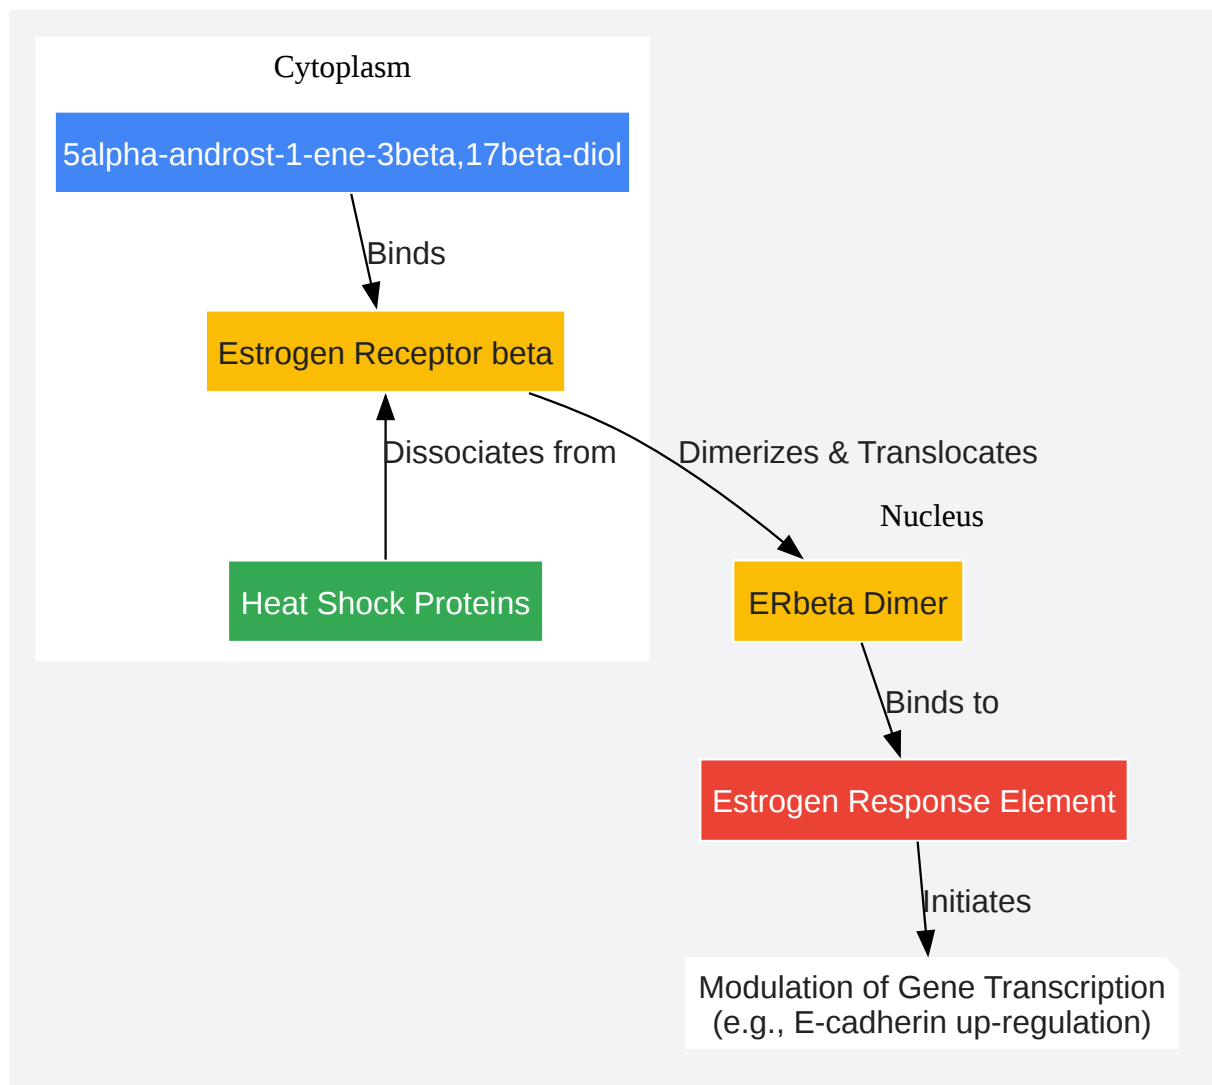 Cytoplasm
5alpha-androst-1-ene-3beta,17beta-diol
Binds
Estrogen Receptor beta
Dissociates from
Dimerizes & Translocates
Nucleus
Heat Shock Proteins
ERbeta Dimer
Binds to
Estrogen Response Element
Initiates
Modulation of Gene Transcription
(e.g., E-cadherin up-regulation)